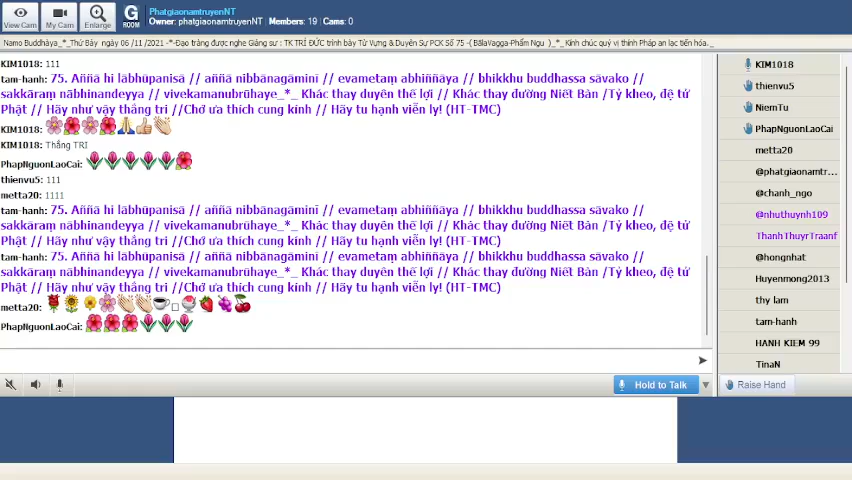 View Cam
My Cam
Enlarge
G
ROOM
PhatgiaonamtruyenNT
Owner: phatgiaonamtruyenNT | Members: 19 | Cams: 0
Namo Buddhàya_*_Thứ Bảy ngày 06 /11 /2021 -*-Đạo tràng được nghe Giảng sư : TK TRÍ ĐỨC trình bày Từ Vựng & Duyên Sự PCK Số 75 -( BālaVagga-Phẩm Ngu )_*_ Kính chúc quý vị thính Pháp an lạc tiến hóa._
KIM1018: 111
tam-hanh: 75. Aññā hi lābhūpanisā // aññā nibbānagāminī // evametaṃ abhiññāya // bhikkhu buddhassa sāvako //
sakkāraṃ nābhinandeyya // vivekamanubrūhaye_*_ Khác thay duyên thế lợi // Khác thay đường Niết Bàn /Tỷ kheo, đệ tử
Phật // Hãy như vậy thắng tri //Chớ ưa thích cung kính // Hãy tu hạnh viễn ly! (HT-TMC)
KIM1018:
KIM1018: Thắng TRI
PhapNguonLaoCai:
thienvu5: 111
metta20: 1111
tam-hanh: 75. Aññā hi lābhūpanisā // aññā nibbānagāminī // evametaṃ abhiññāya // bhikkhu buddhassa sāvako //
sakkāraṃ nābhinandeyya // vivekamanubrūhaye_*_ Khác thay duyên thế lợi // Khác thay đường Niết Bàn /Tỷ kheo, đệ tử
Phật // Hãy như vậy thắng tri //Chớ ưa thích cung kính // Hãy tu hạnh viễn ly! (HT-TMC)
tam-hanh: 75. Aññā hi lābhūpanisā // aññā nibbānagāminī // evametaṃ abhiññāya // bhikkhu buddhassa sāvako //
sakkāraṃ nābhinandeyya // vivekamanubrūhaye_*_ Khác thay duyên thế lợi // Khác thay đường Niết Bàn /Tỷ kheo, đệ tử
Phật // Hãy như vậy thắng tri //Chớ ưa thích cung kính // Hãy tu hạnh viễn ly! (HT-TMC)
metta20:
PhapNguonLaoCai:
Hold to Talk
KIM1018
thienvu5
NiemTu
PhapNguonLaoCai
metta20
@phatgiaonamtr...
@chanh_ngo
@nhuthuynh109
ThanhThuyrTraanf
@hongnhat
Huyenmong2013
thy lam
tam-hanh
HANH KIEM 99
TinaN
Raise Hand